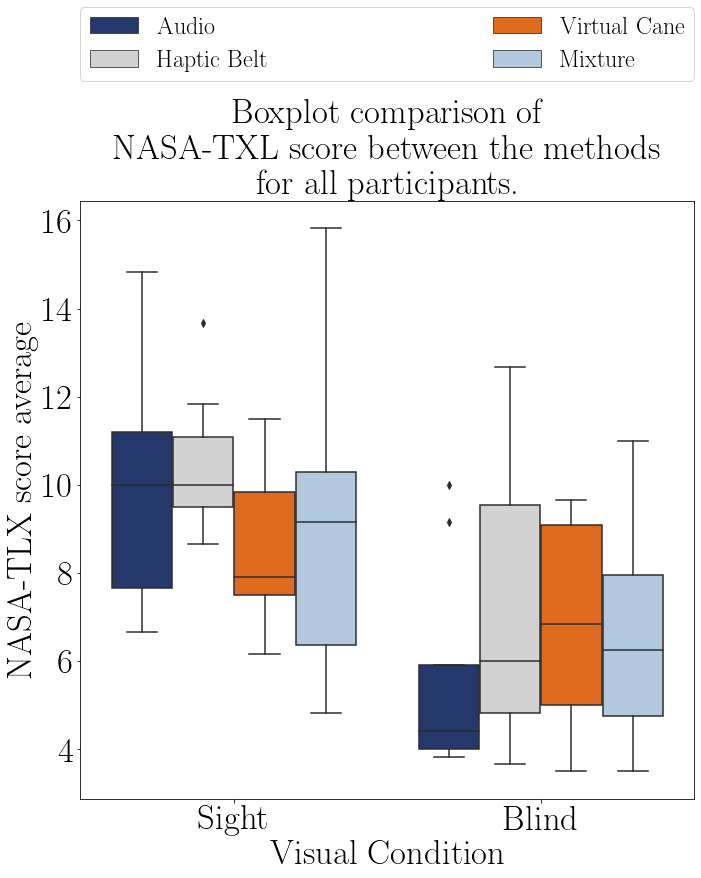 Audio
Haptic Belt
Virtual Cane
Mixture
Boxplot comparison of
NASA-TXL score between the methods
for all participants.
NASA-TLX score average
16
14
12
10
8
6
4
Sight
Blind
Visual Condition